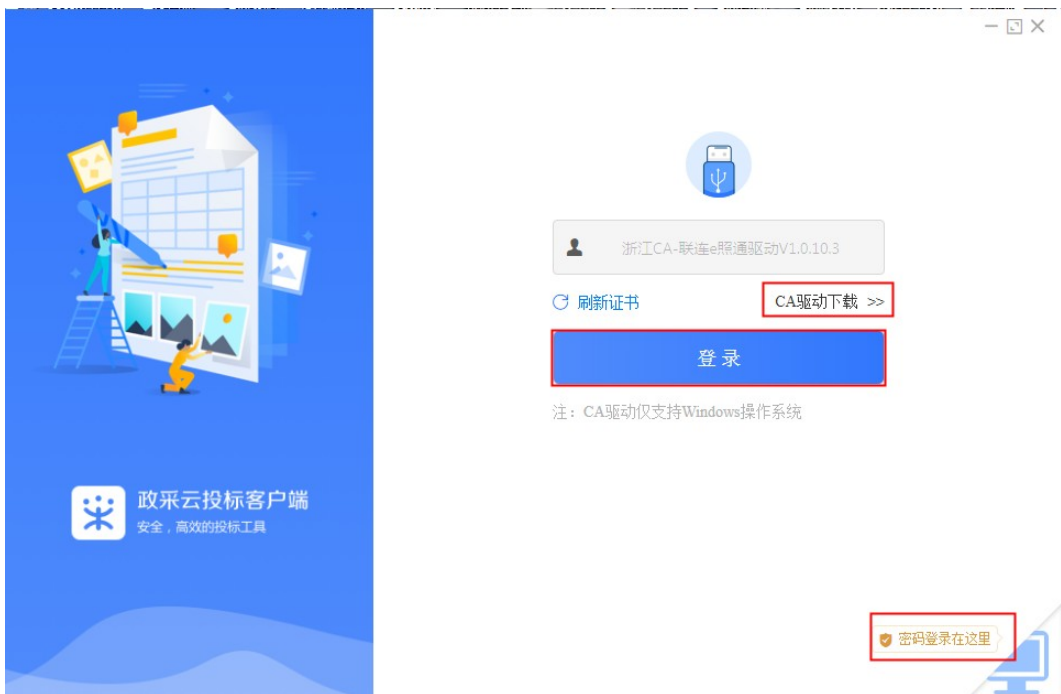 浙江CA-联连e照通驱动V1.0.10.3
刷新证书
CA驱动下载 >>
登录
注：CA驱动仅支持Windows操作系统
政采云投标客户端
安全，高效的投标工具
密码登录在这里